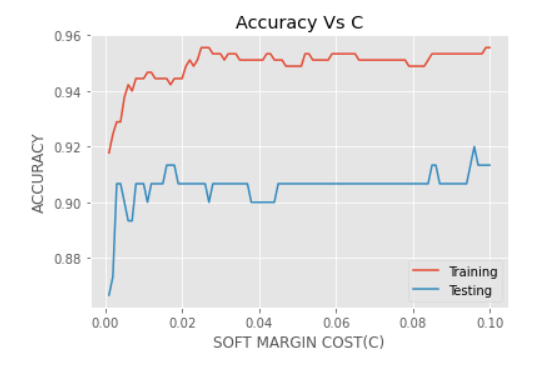 Accuracy Vs C
0.96
0.94
0.92
0.90
0.88
ACCURACY
Training
Testing
0.00 0.02 0.04 0.06 0.08 0.10
SOFT MARGIN COST(C)